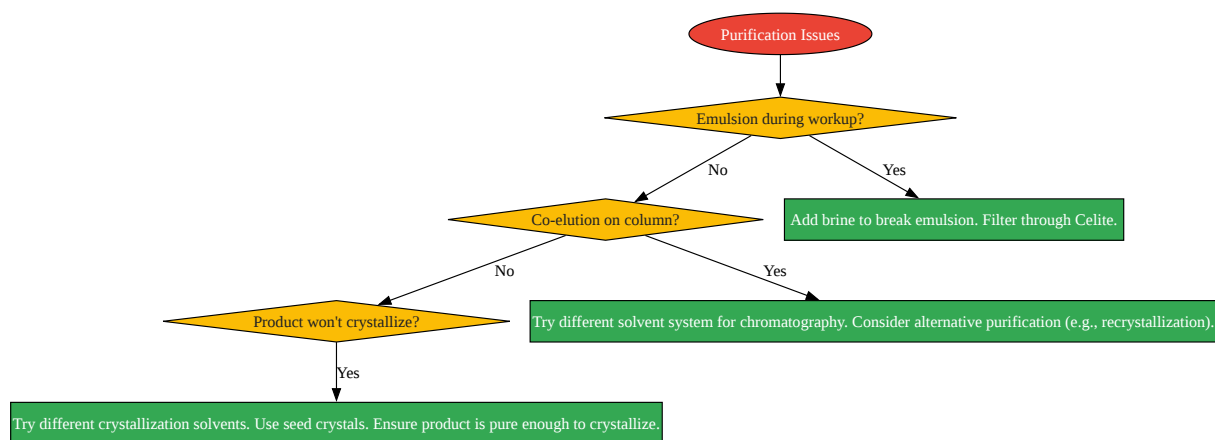 Purification Issues
Emulsion during workup?
No
Yes
Co-elution on column?
Add brine to break emulsion. Filter through Celite.
No
Yes
Product won't crystallize?
Try different solvent system for chromatography. Consider alternative purification (e.g., recrystallization).
Yes
Try different crystallization solvents. Use seed crystals. Ensure product is pure enough to crystallize.